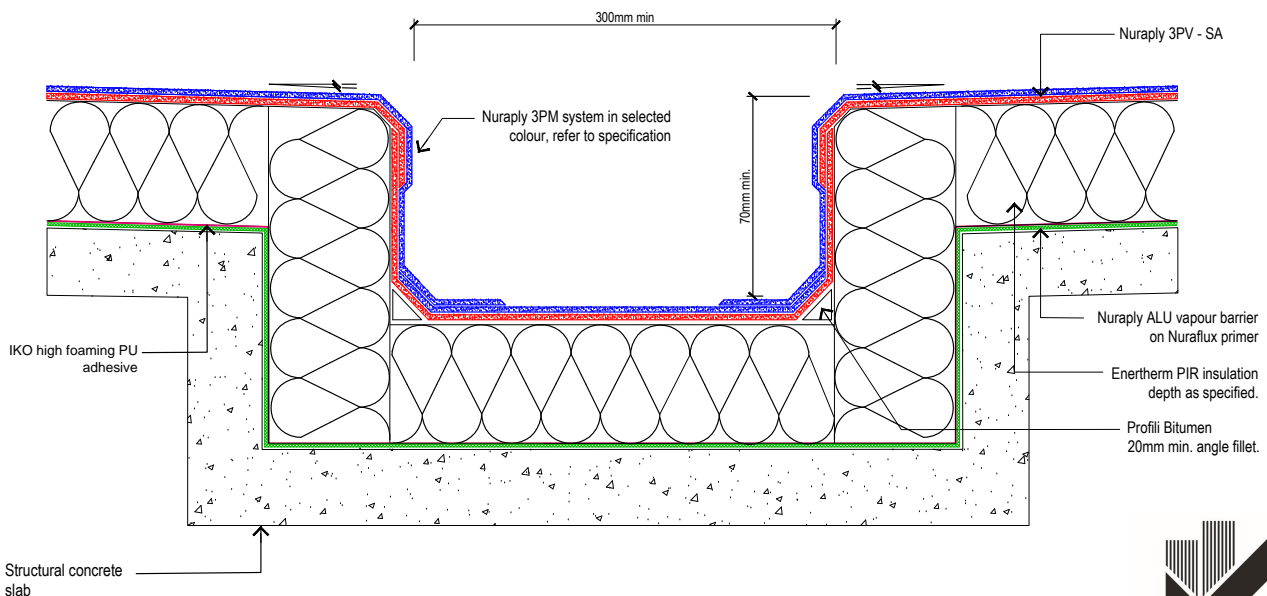 300mm min
Nuraply 3PV - SA
Nuraply 3PM system in selected
colour, refer to specification
70mm min.
IKO high foaming PU
adhesive
Nuraply ALU vapour barrier
on Nuraflux primer
Enertherm PIR insulation
depth as specified.
Profili Bitumen
20mm min. angle fillet.
Structural concrete
slab